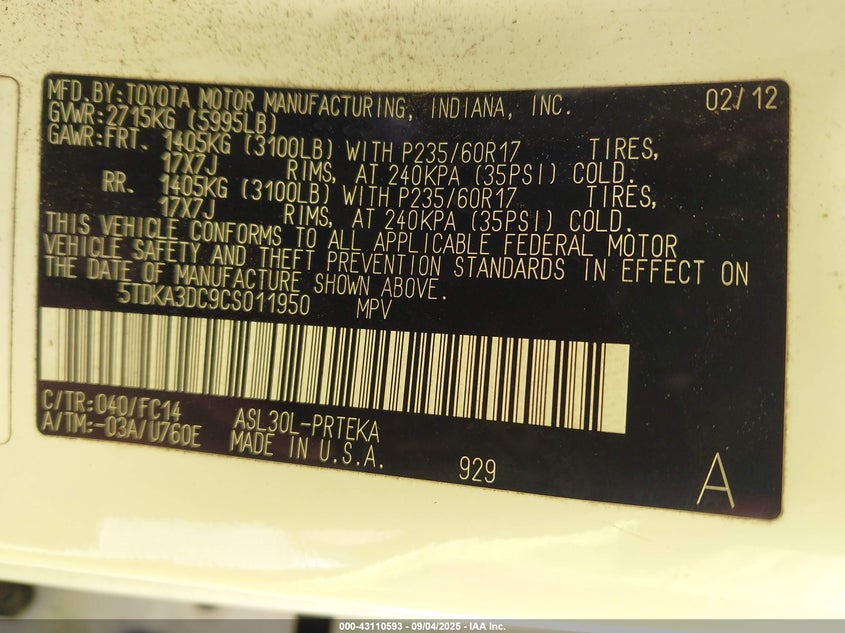 MFD.BY:TOYOTA MOTOR MANUFACTURING, INDIANA, INC. 02/12
GVWR:2715KG (5995LB)
GAWR:FRT. 1405KG (3100LB) WITH P235/60R17 TIRES,
17X7J RIMS, AT 240KPA (35PSI) COLD.
RR. 1405KG (3100LB) WITH P235/60R17 TIRES,
17X7J RIMS, AT 240KPA (35PSI) COLD.
THIS VEHICLE CONFORMS TO ALL APPLICABLE FEDERAL MOTOR
VEHICLE SAFETY AND THEFT PREVENTION STANDARDS IN EFFECT ON
THE DATE OF MANUFACTURE SHOWN ABOVE.
5TDKA3DC9CS011950 MPV
C/TR:040/FC14 ASL30L-PRTEKA
A/TM:-03A/U760E MADE IN U.S.A. 929 A
000-43110593 - 09/04/2025 - IAA Inc.